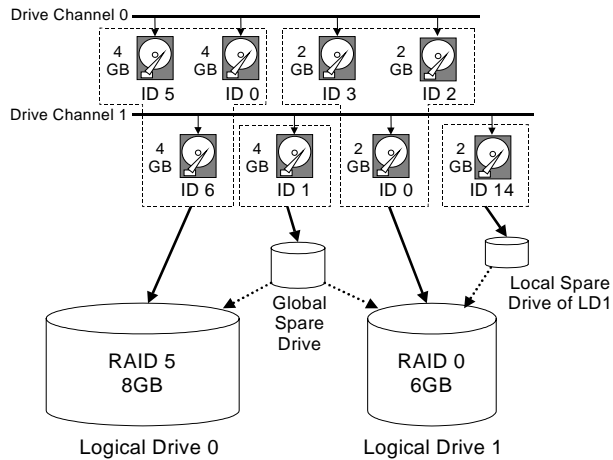 Drive Channel 0
4 GB
4 GB
2 GB
2 GB
ID 5
ID 0
ID 3
ID 2
Drive Channel 1
4 GB
4 GB
2 GB
2 GB
ID 6
ID 1
ID 0
ID 14
Global
Spare
Drive
Local Spare
Drive of LD1
RAID 5
8GB
RAID 0
6GB
Logical Drive 0
Logical Drive 1